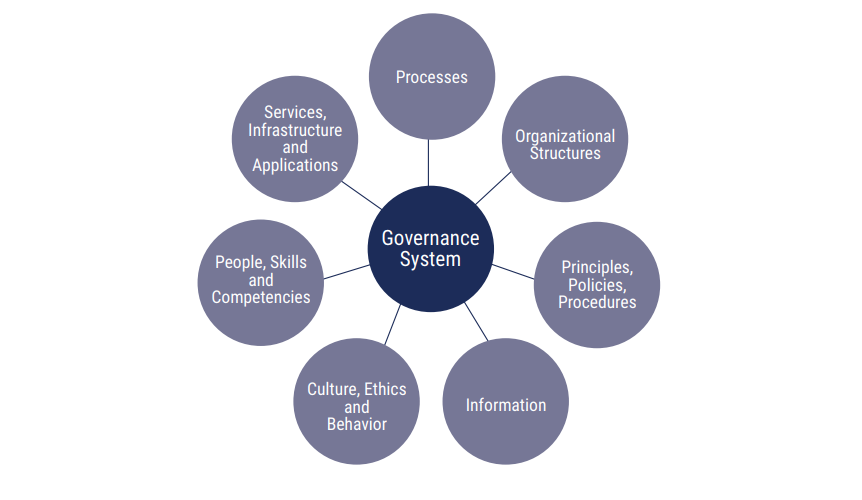 Processes
Organizational
Structures
Principles,
Policies,
Procedures
Information
Culture, Ethics
and
Behavior
People, Skills
and
Competencies
Services,
Infrastructure
and
Applications
Governance
System